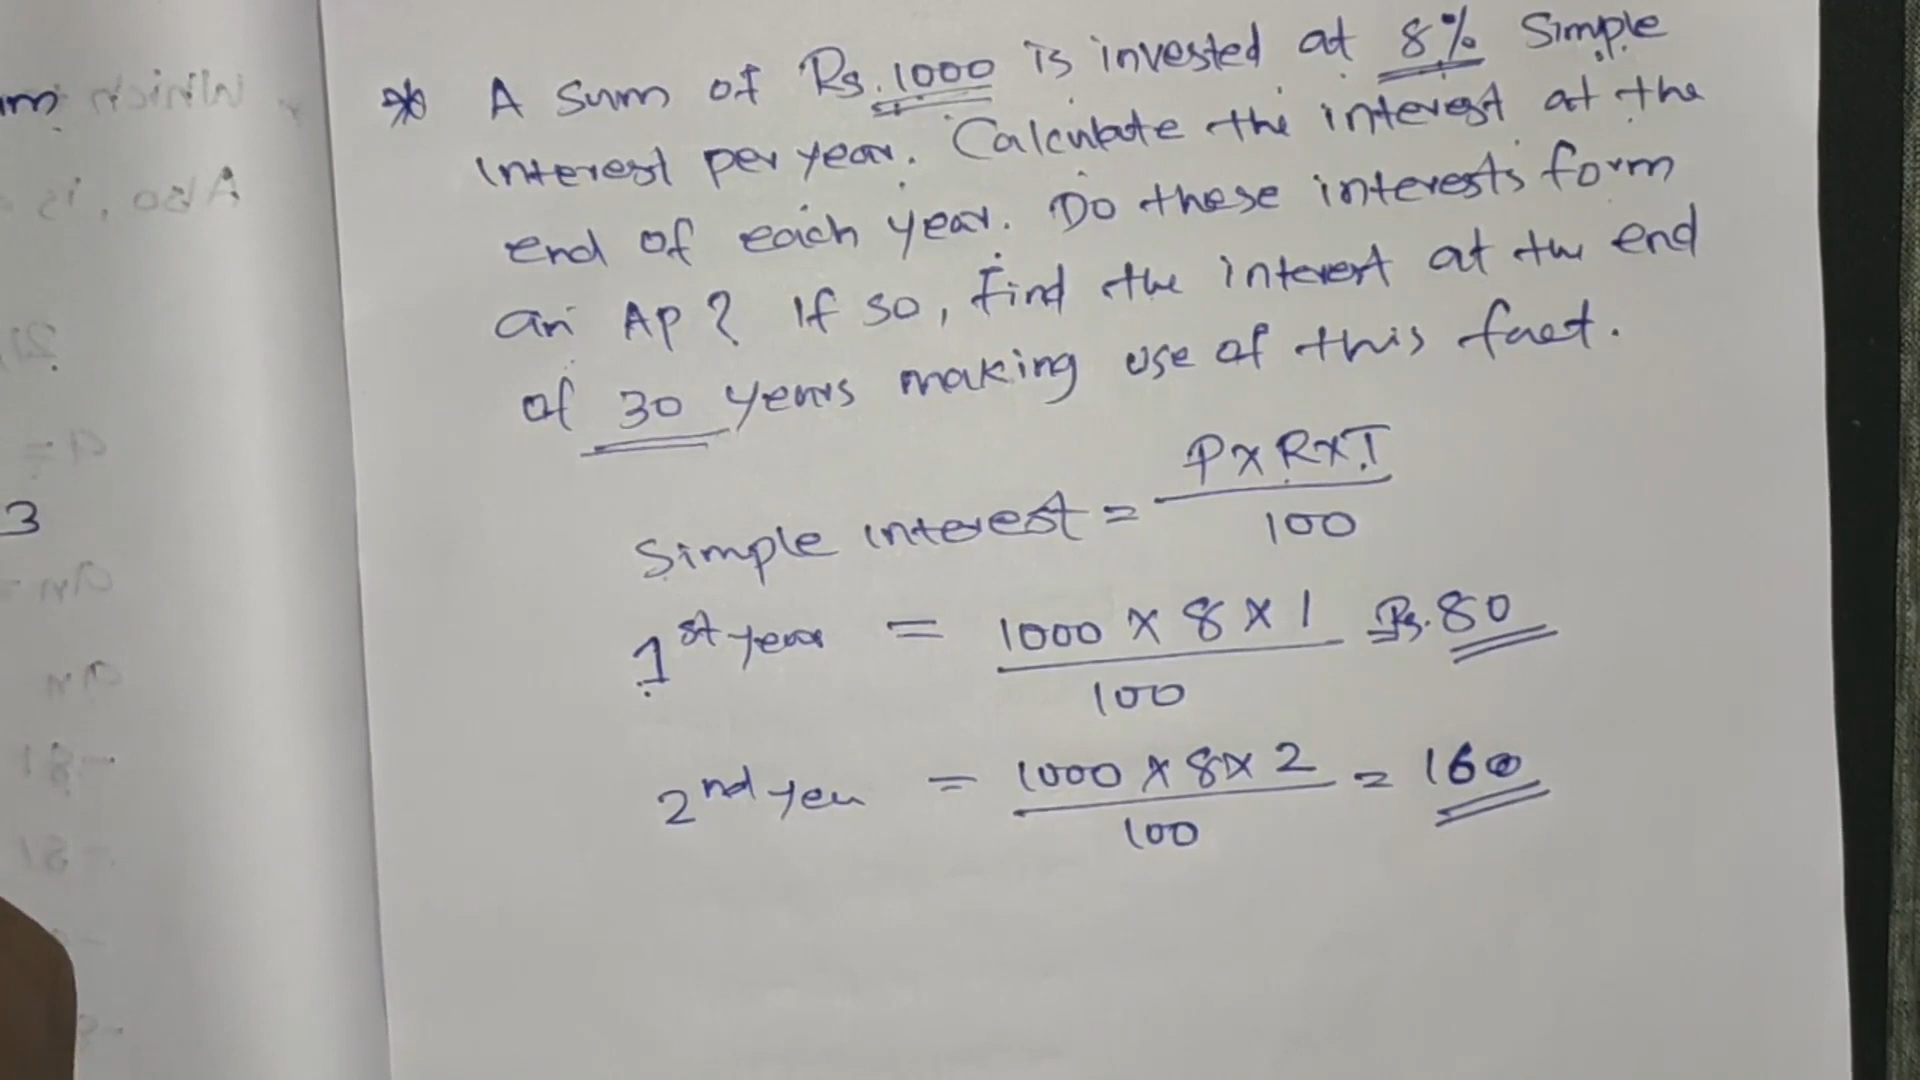 A sum of Rs.1000 is invested at 8% simple
interest per year. Calculate the interest at the
end of each year. Do these interests form
an AP? If so, find the interest at the end
of 30 years making use of this fact.
Simple interest = P x R x T
100
1st year = 1000 x 8 x 1 Rs.80
100
2nd yea = 1000 x 8 x 2 = 160
100
3